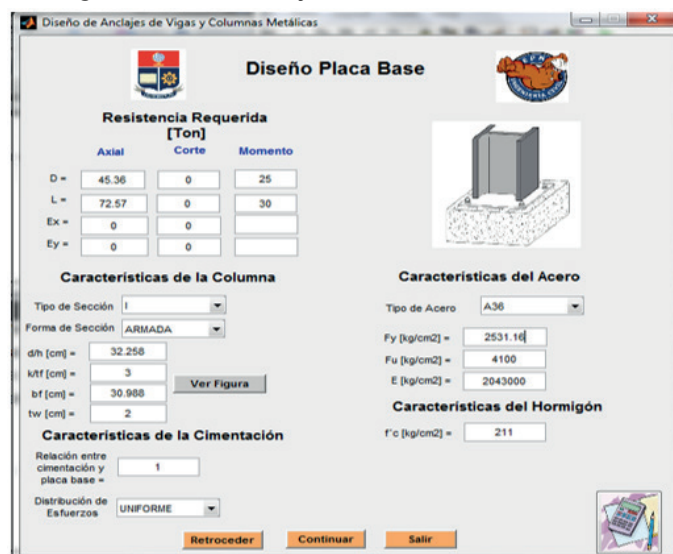 Diseño de Anclajes de Vigas y Columnas Metálicas
Diseño Placa Base
Resistencia Requerida
[Ton]
Axial Corte Momento
D = 45.36 0 25
L = 72.57 0 30
Ex = 0 0
Ey = 0 0
Características de la Columna
Tipo de Sección I
Forma de Sección ARMADA
d/h [cm] = 32.258
k/tf [cm] = 3
bf [cm] = 30.988
tw [cm] = 2
Ver Figura
Características de la Cimentación
Relación entre
cimentación y
placa base =
1
Distribución de
Esfuerzos
UNIFORME
Características del Acero
Tipo de Acero A36
Fy [kg/cm2] = 2531.16
Fu [kg/cm2] = 4100
E [kg/cm2] = 2043000
Características del Hormigón
f´c [kg/cm2] = 211
Retroceder Continuar Salir